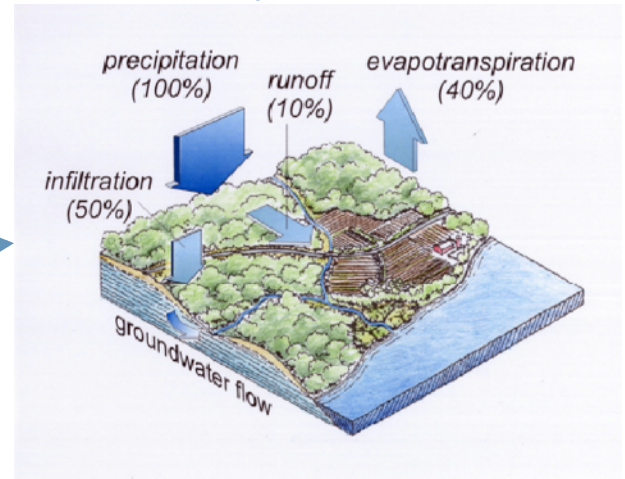 precipitation
(100%)
runoff
(10%)
evapotranspiration
(40%)
infiltration
(50%)
groundwater flow